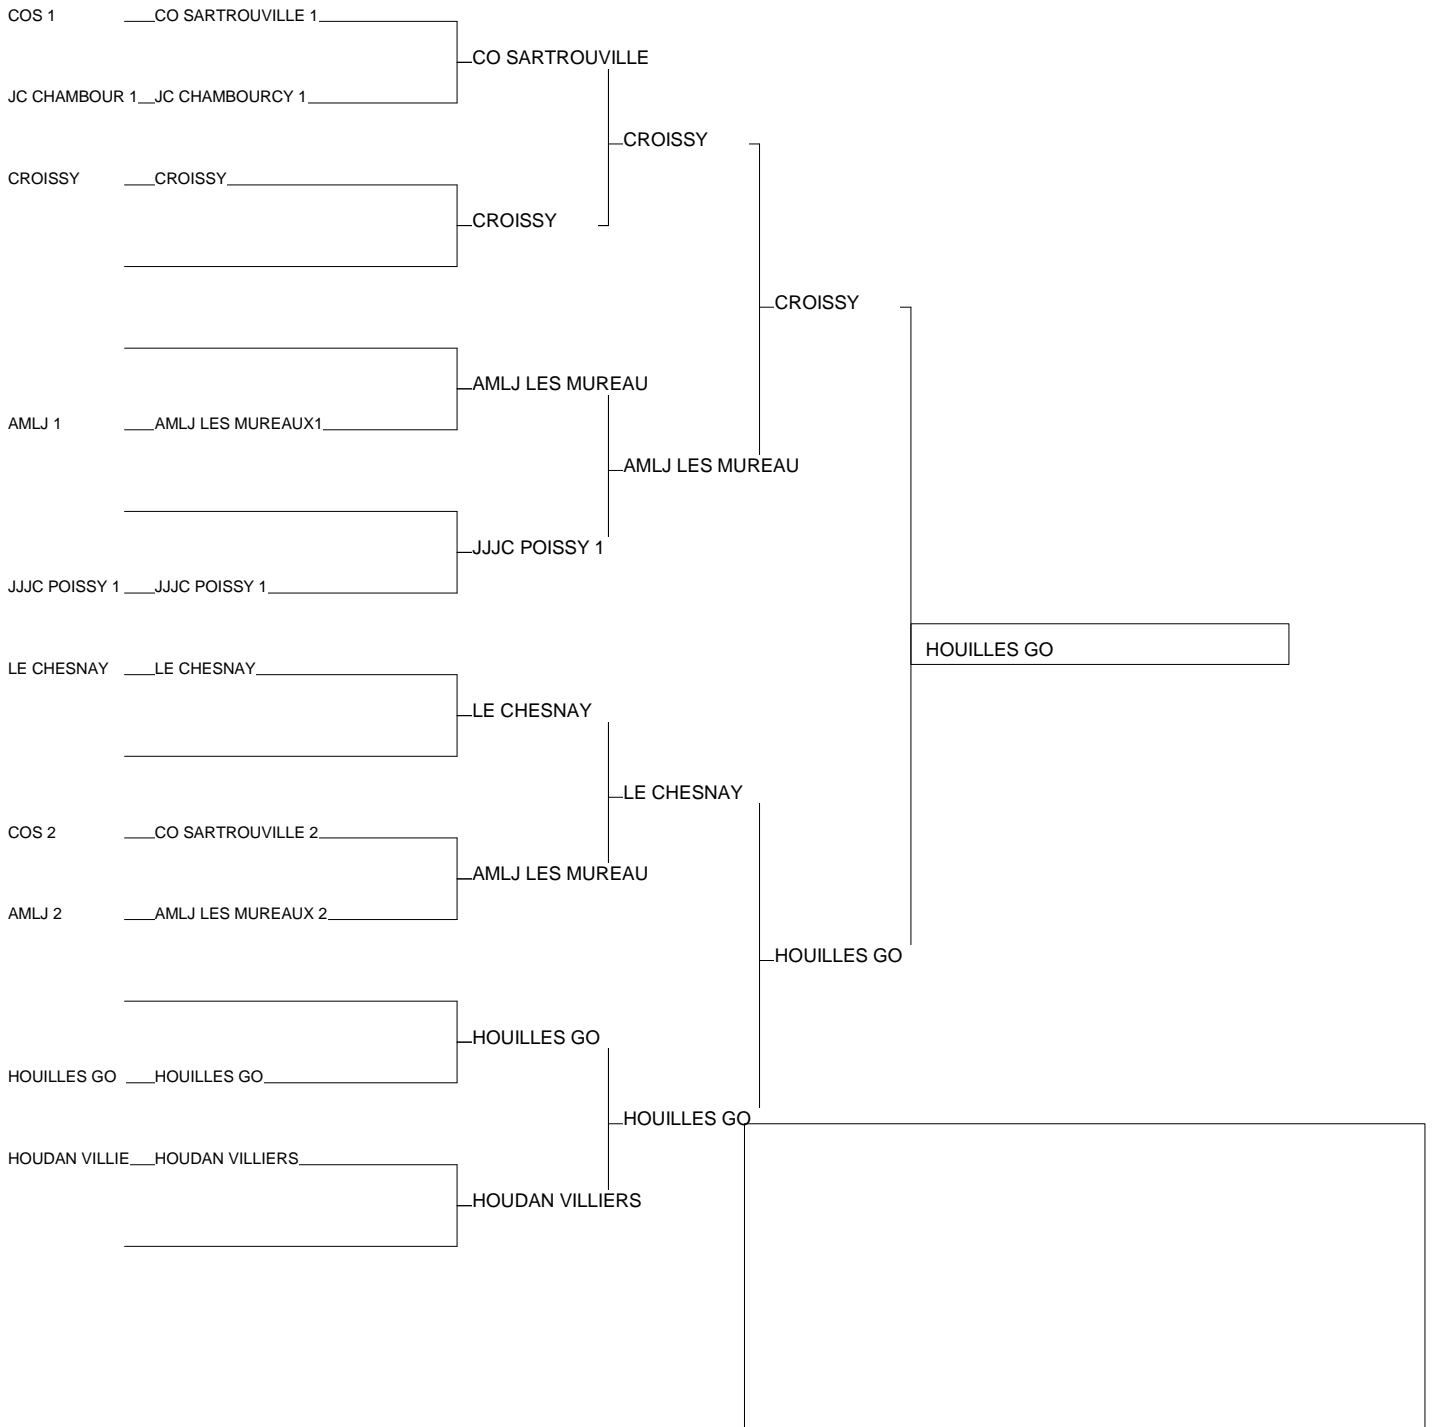 COS 1 CO SARTROUVILLE 1
CO SARTROUVILLE
JC CHAMBOUR 1 JC CHAMBOURCY 1
CROISSY
CROISSY CROISSY
CROISSY
CROISSY
AMLJ LES MUREAU
AMLJ 1 AMLJ LES MUREAUX1
AMLJ LES MUREAU
JJJC POISSY 1
JJJC POISSY 1 JJJC POISSY 1
HOUILLES GO
LE CHESNAY LE CHESNAY
LE CHESNAY
LE CHESNAY
COS 2 CO SARTROUVILLE 2
AMLJ LES MUREAU
AMLJ 2 AMLJ LES MUREAUX 2
HOUILLES GO
HOUILLES GO
HOUILLES GO HOUILLES GO
HOUILLES GO
HOUDAN VILLIE HOUDAN VILLIERS
HOUDAN VILLIERS